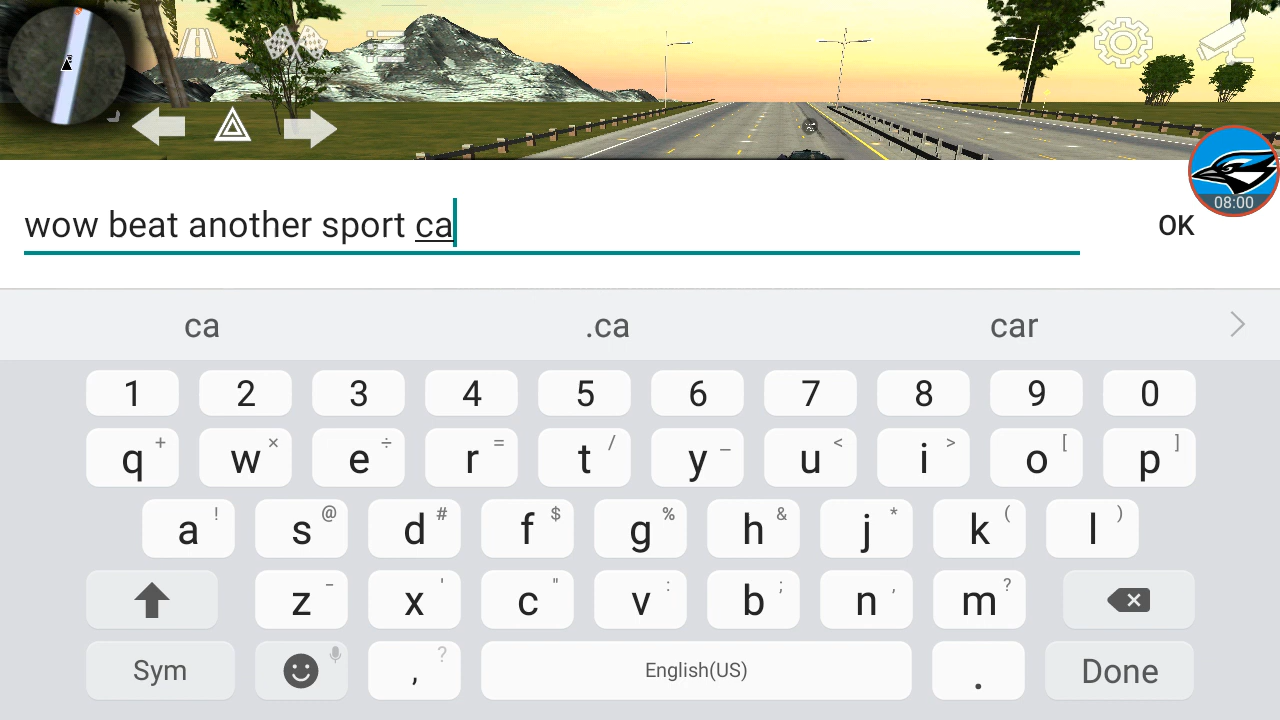 08:00
wow beat another sport ca
OK
ca .ca car
1 2 3 4 5 6 7 8 9 0
q + w × e ÷ r = t / y _ u < i > o [ p ]
a ! s @ d # f $ g % h & j * k ( l )
z - x ' c " v : b ; n , m ?
Sym , ? English(US) . Done